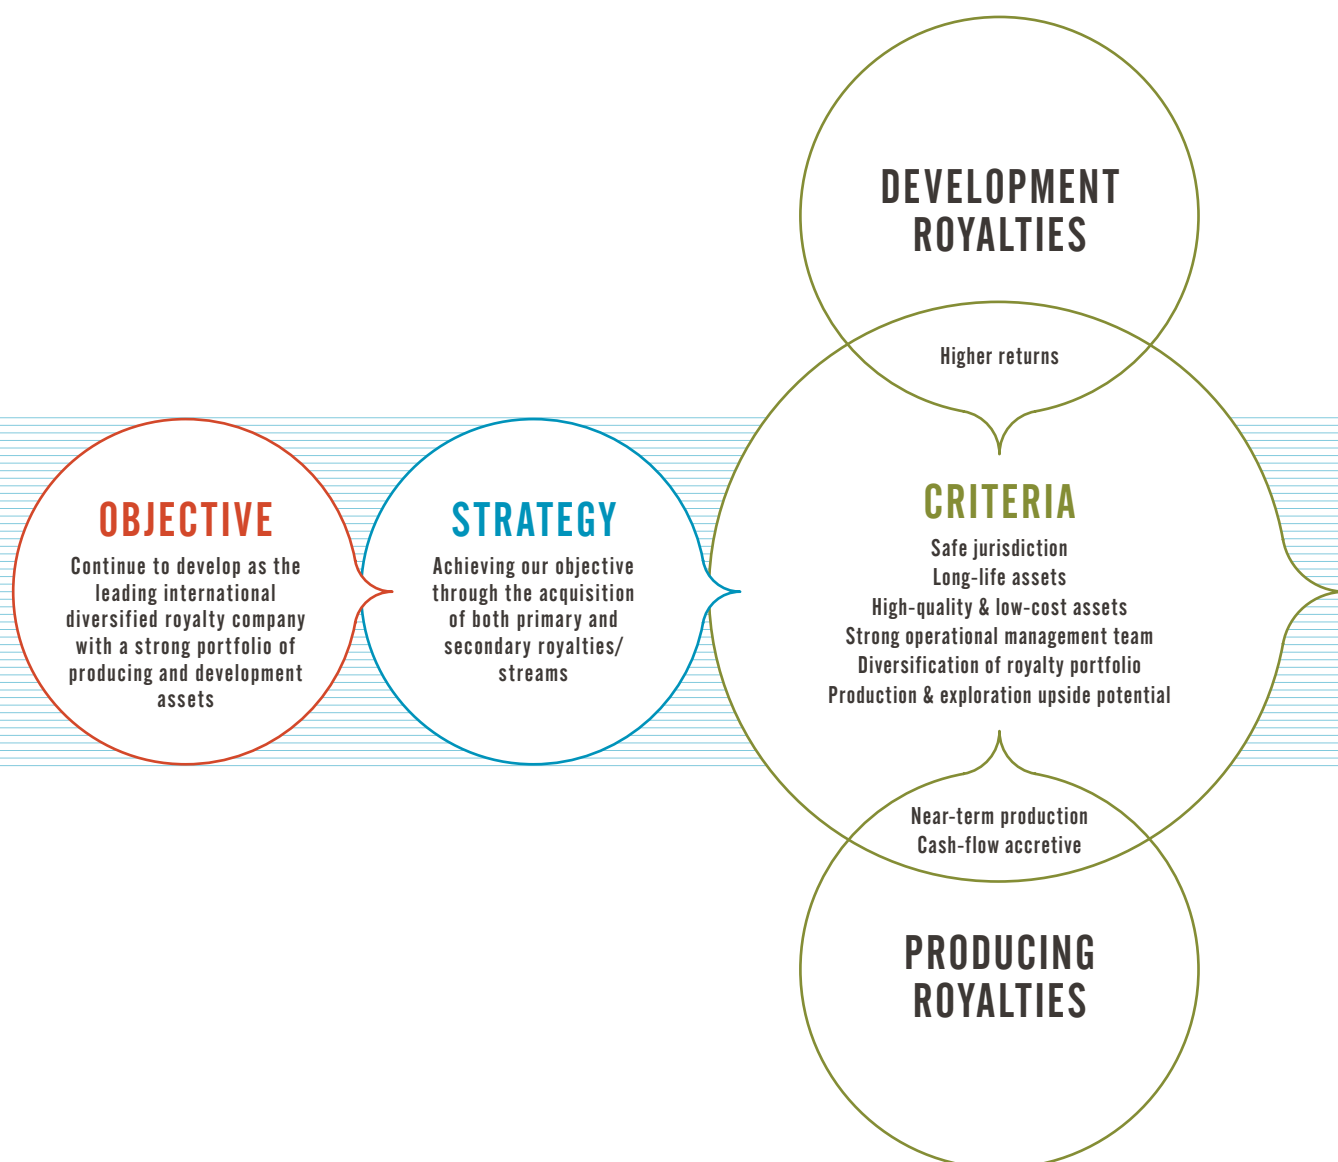 OBJECTIVE
Continue to develop as the
leading international
diversified royalty company
with a strong portfolio of
producing and development
assets
STRATEGY
Achieving our objective
through the acquisition
of both primary and
secondary royalties/
streams
DEVELOPMENT
ROYALTIES
Higher returns
CRITERIA
Safe jurisdiction
Long-life assets
High-quality & low-cost assets
Strong operational management team
Diversification of royalty portfolio
Production & exploration upside potential
Near-term production
Cash-flow accretive
PRODUCING
ROYALTIES